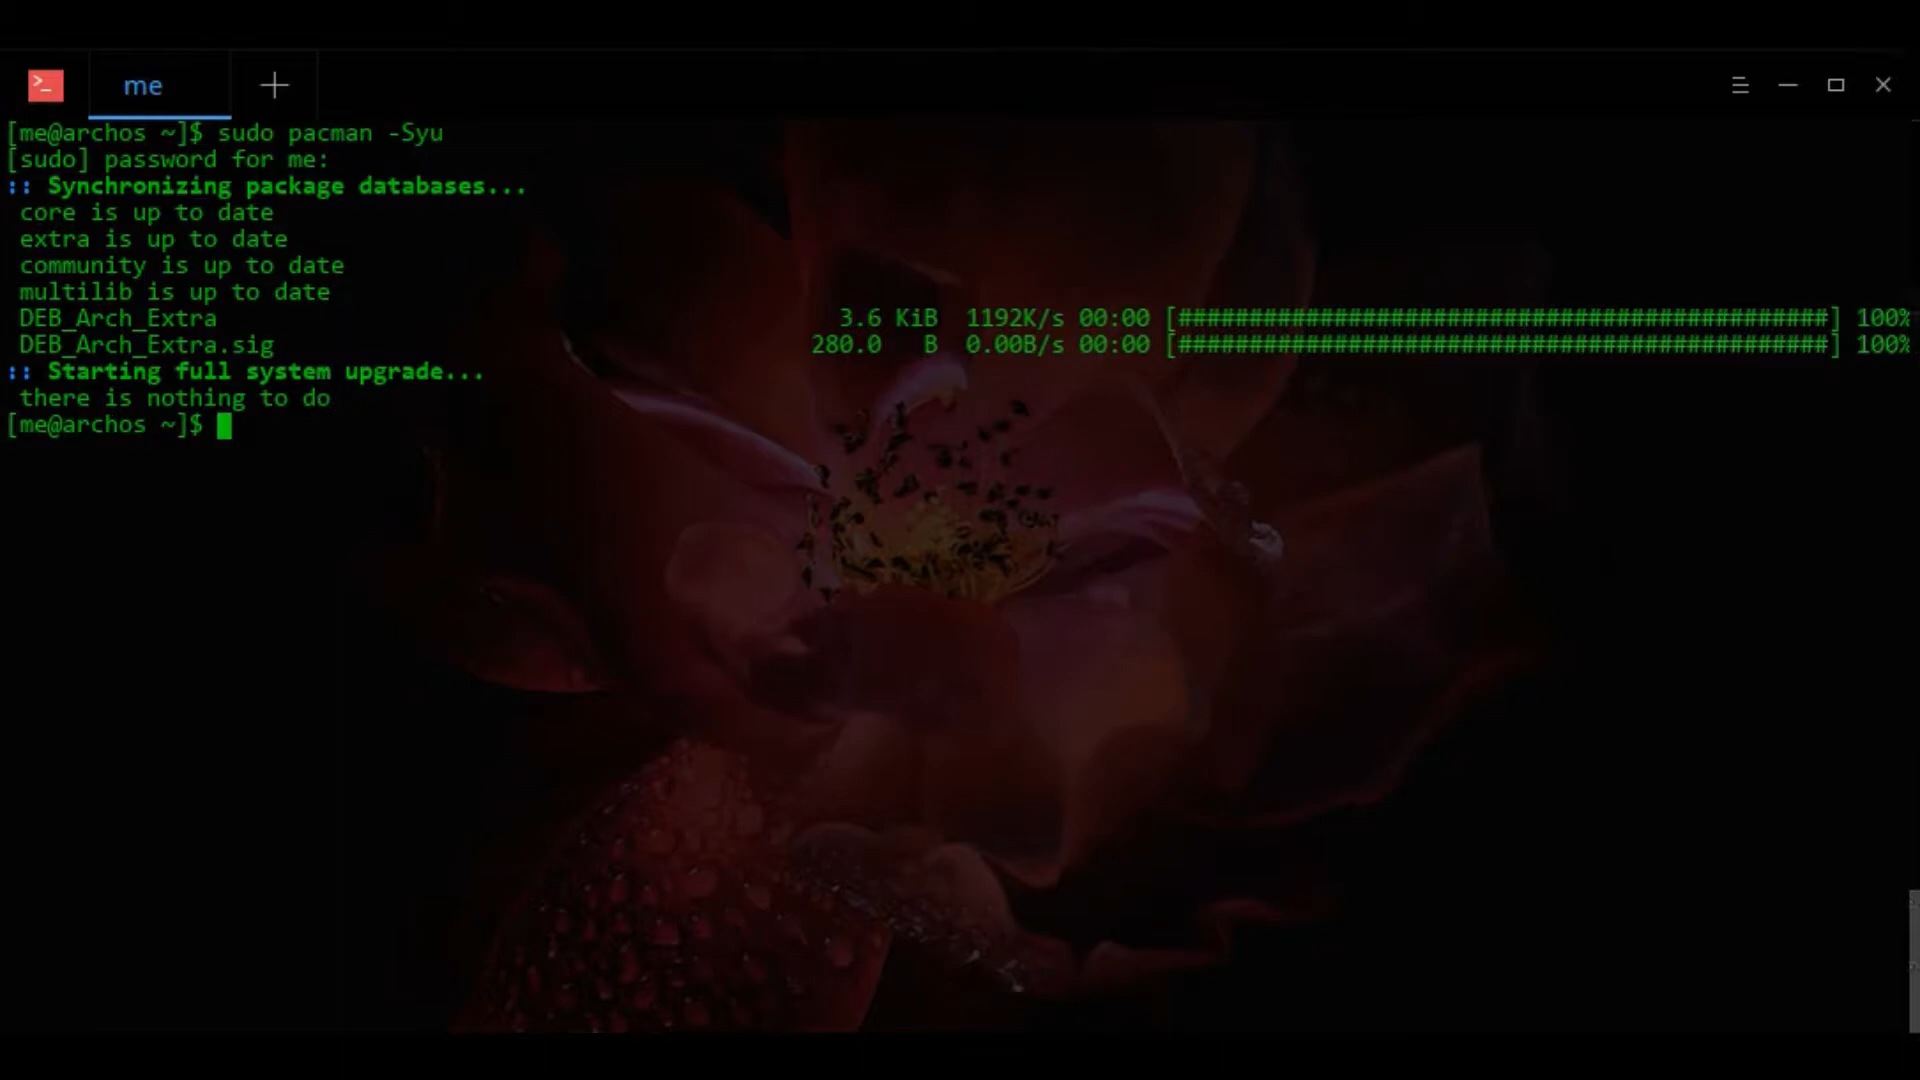 >_ me
[me@archos ~]$ sudo pacman -Syu
[sudo] password for me:
:: Synchronizing package databases...
core is up to date
extra is up to date
community is up to date
multilib is up to date
DEB_Arch_Extra 3.6 KiB 1192K/s 00:00 [##############################################] 100%
DEB_Arch_Extra.sig 280.0 B 0.00B/s 00:00 [##############################################] 100%
:: Starting full system upgrade...
there is nothing to do
[me@archos ~]$